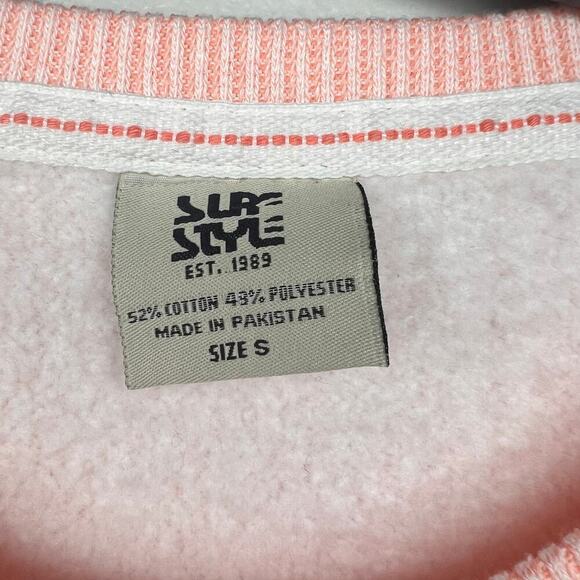 SURF
STYLE
EST. 1989
52% COTTON 48% POLYESTER
MADE IN PAKISTAN
SIZE S